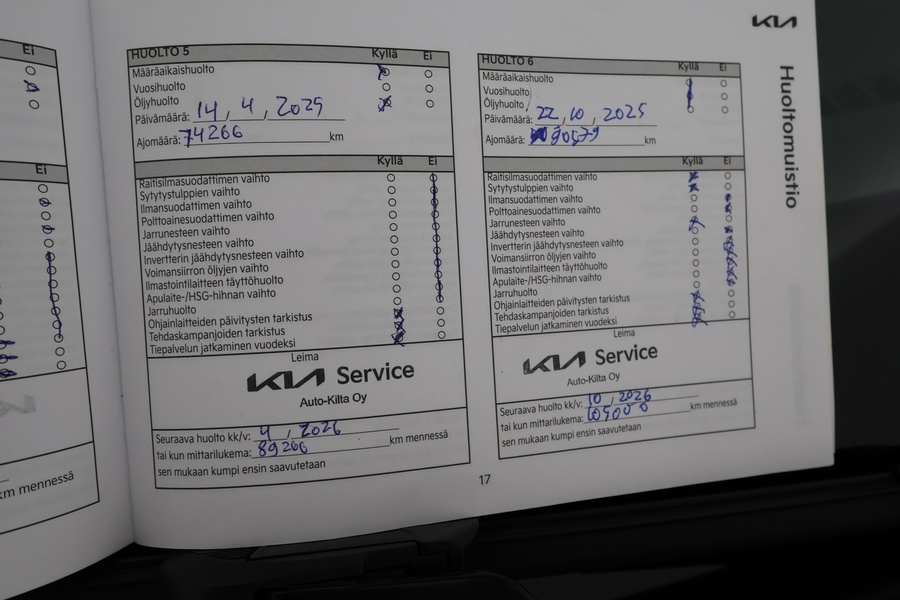 Ei
Ei
km mennessä
HUOLTO 5 Kyllä Ei
Määräaikaishuolto
Vuosihuolto
Öljyhuolto
Päivämäärä: 14, 4, 2025
Ajomäärä: 74266 km
Kyllä Ei
Raitisilmasuodattimen vaihto
Sytytystulppien vaihto
Ilmansuodattimen vaihto
Polttoainesuodattimen vaihto
Jarrunesteen vaihto
Jäähdytysnesteen vaihto
Invertterin jäähdytysnesteen vaihto
Voimansiirron öljyjen vaihto
Ilmastointilaitteen täyttöhuolto
Apulaite-/HSG-hihnan vaihto
Jarruhuolto
Ohjainlaitteiden päivitysten tarkistus
Tehdaskampanjoiden tarkistus
Tiepalvelun jatkaminen vuodeksi
Leima
KIA Service
Auto-Kilta Oy
Seuraava huolto kk/v: 4, 2026
tai kun mittarilukema: 89266 km mennessä
sen mukaan kumpi ensin saavutetaan
HUOLTO 6 Kyllä Ei
Määräaikaishuolto
Vuosihuolto
Öljyhuolto
Päivämäärä: 22, 10, 2025
Ajomäärä: 90579 km
Kyllä Ei
Raitisilmasuodattimen vaihto
Sytytystulppien vaihto
Ilmansuodattimen vaihto
Polttoainesuodattimen vaihto
Jarrunesteen vaihto
Jäähdytysnesteen vaihto
Invertterin jäähdytysnesteen vaihto
Voimansiirron öljyjen vaihto
Ilmastointilaitteen täyttöhuolto
Apulaite-/HSG-hihnan vaihto
Jarruhuolto
Ohjainlaitteiden päivitysten tarkistus
Tehdaskampanjoiden tarkistus
Tiepalvelun jatkaminen vuodeksi
Leima
KIA Service
Auto-Kilta Oy
Seuraava huolto kk/v: 10, 2026
tai kun mittarilukema: 105000 km mennessä
sen mukaan kumpi ensin saavutetaan
17
KIA
Huoltomuistio